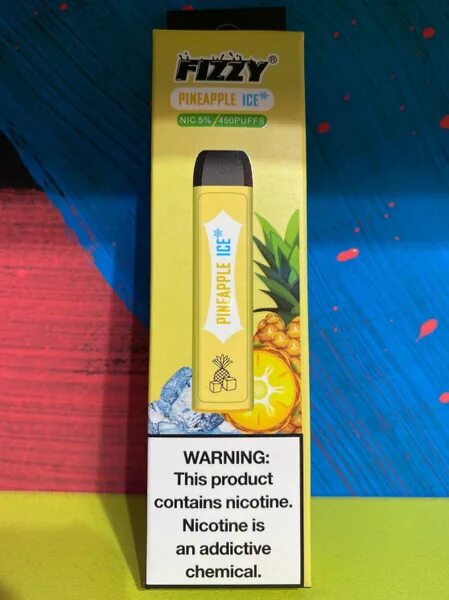 FIZZY®
PINEAPPLE ICE*
NIC 5%/450PUFFS
PINEAPPLE ICE*
WARNING:
This product
contains nicotine.
Nicotine is
an addictive
chemical.